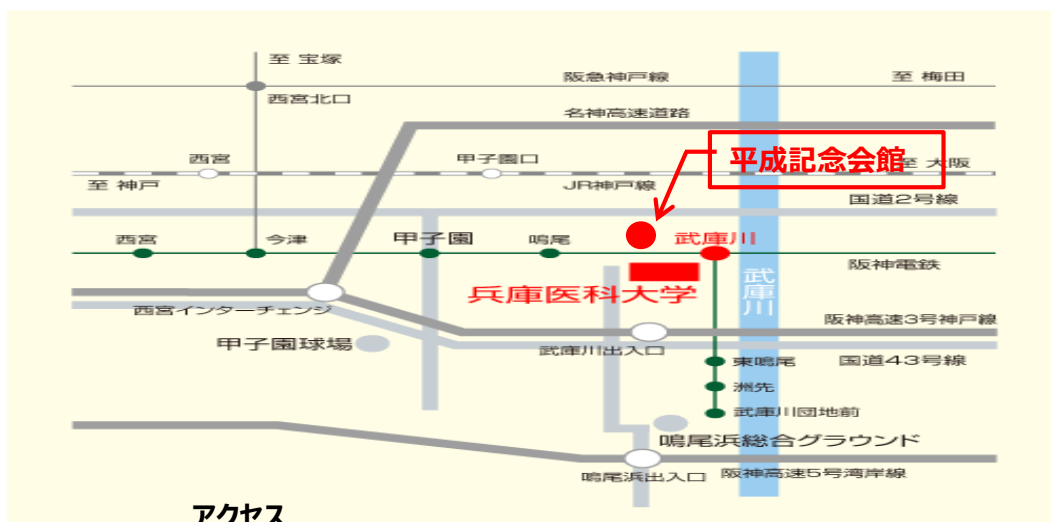 至 宝塚
阪急神戸線
至 梅田
西宮北口
名神高速道路
平成記念会館
西宮
甲子園口
至 大阪
至 神戸
JR神戸線
国道2号線
西宮
今津
甲子園
鳴尾
武庫川
阪神電鉄
武庫川
兵庫医科大学
西宮インターチェンジ
阪神高速3号神戸線
甲子園球場
武庫川出入口
東鳴尾
国道43号線
洲先
武庫川団地前
鳴尾浜総合グラウンド
鳴尾浜出入口
阪神高速5号湾岸線
アクセス